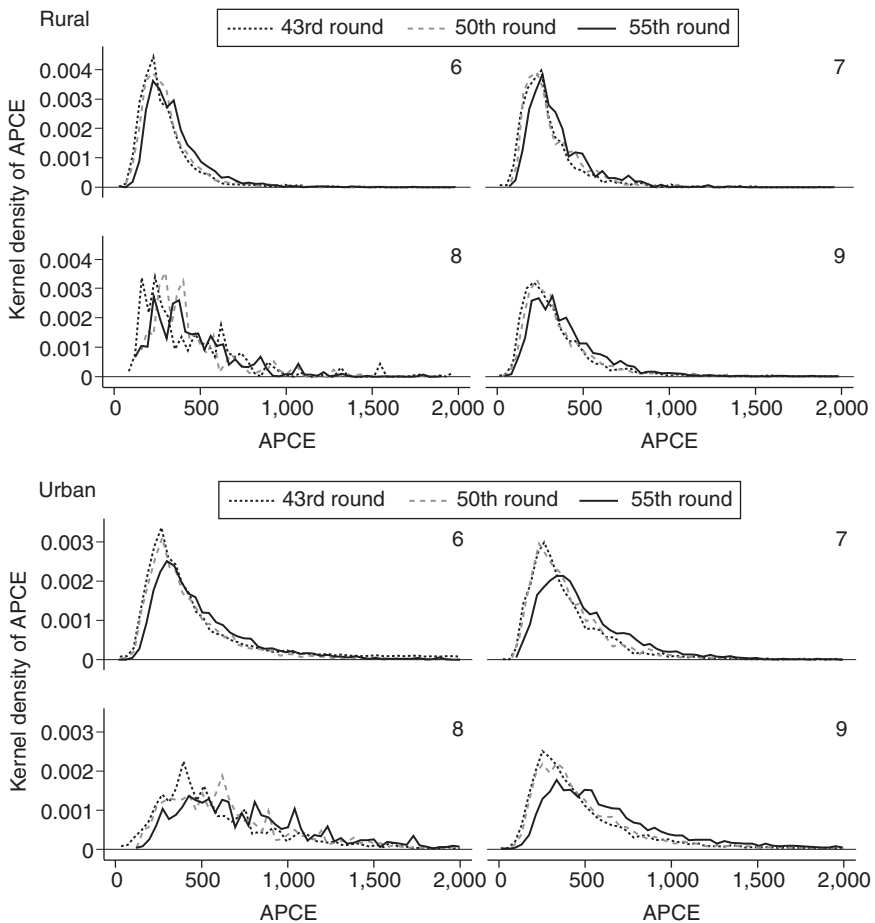 Rural
43rd round 50th round 55th round
Kernel density of APCE
0.004
0.003
0.002
0.001
0
6
7
0.004
0.003
0.002
0.001
0
8
9
0 500 1,000 1,500 2,000
0 500 1,000 1,500 2,000
APCE
APCE
Urban
43rd round 50th round 55th round
Kernel density of APCE
0.003
0.002
0.001
0
6
7
0.003
0.002
0.001
0
8
9
0 500 1,000 1,500 2,000
0 500 1,000 1,500 2,000
APCE
APCE